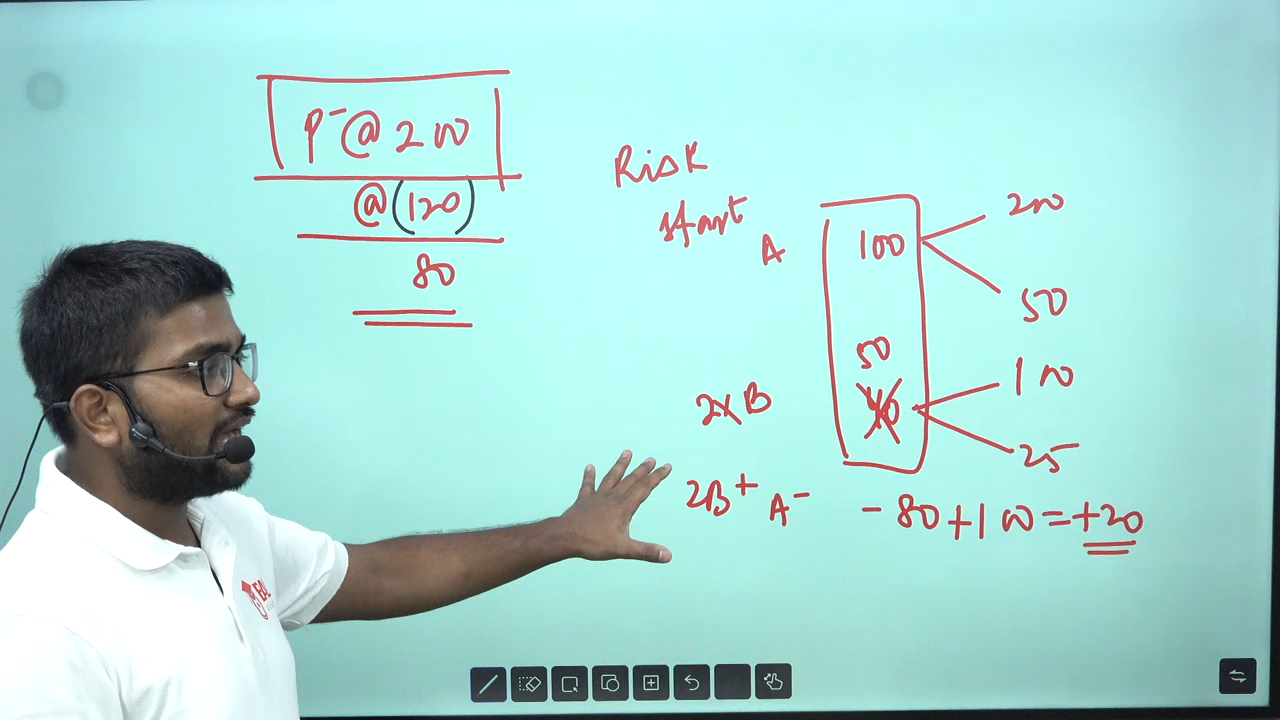 P⁻@ 200
@(120)
80
Risk
start
A 100
200
50
50
40
2xB
100
25
2B⁺ A⁻ -80+100=+20